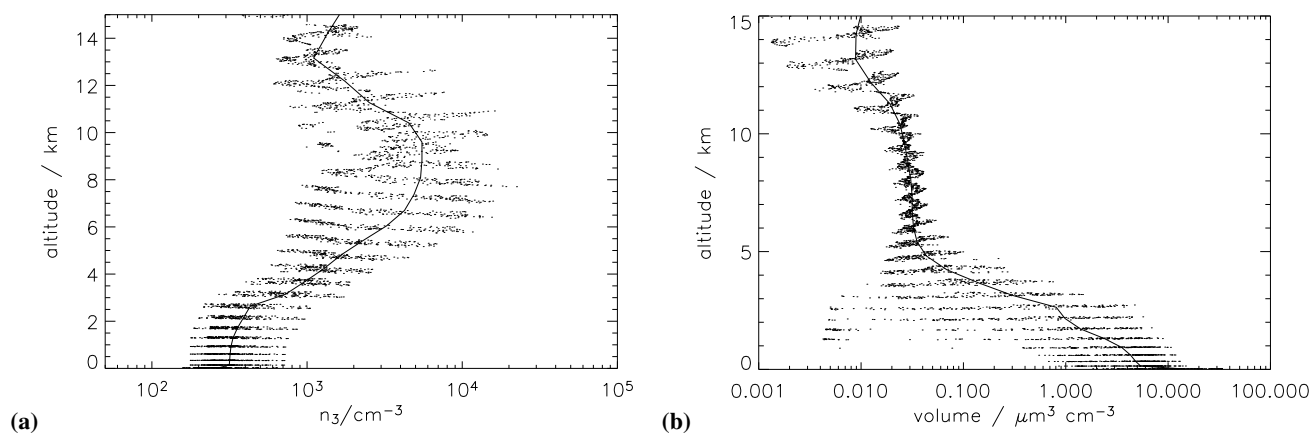 14
12
10
8
6
4
2
0
altitude / km
10² 10³ 10⁴ 10⁵
n₃/cm⁻³
(a)
15
10
5
0
altitude / km
0.001 0.010 0.100 1.000 10.000 100.000
volume / μm³ cm⁻³
(b)